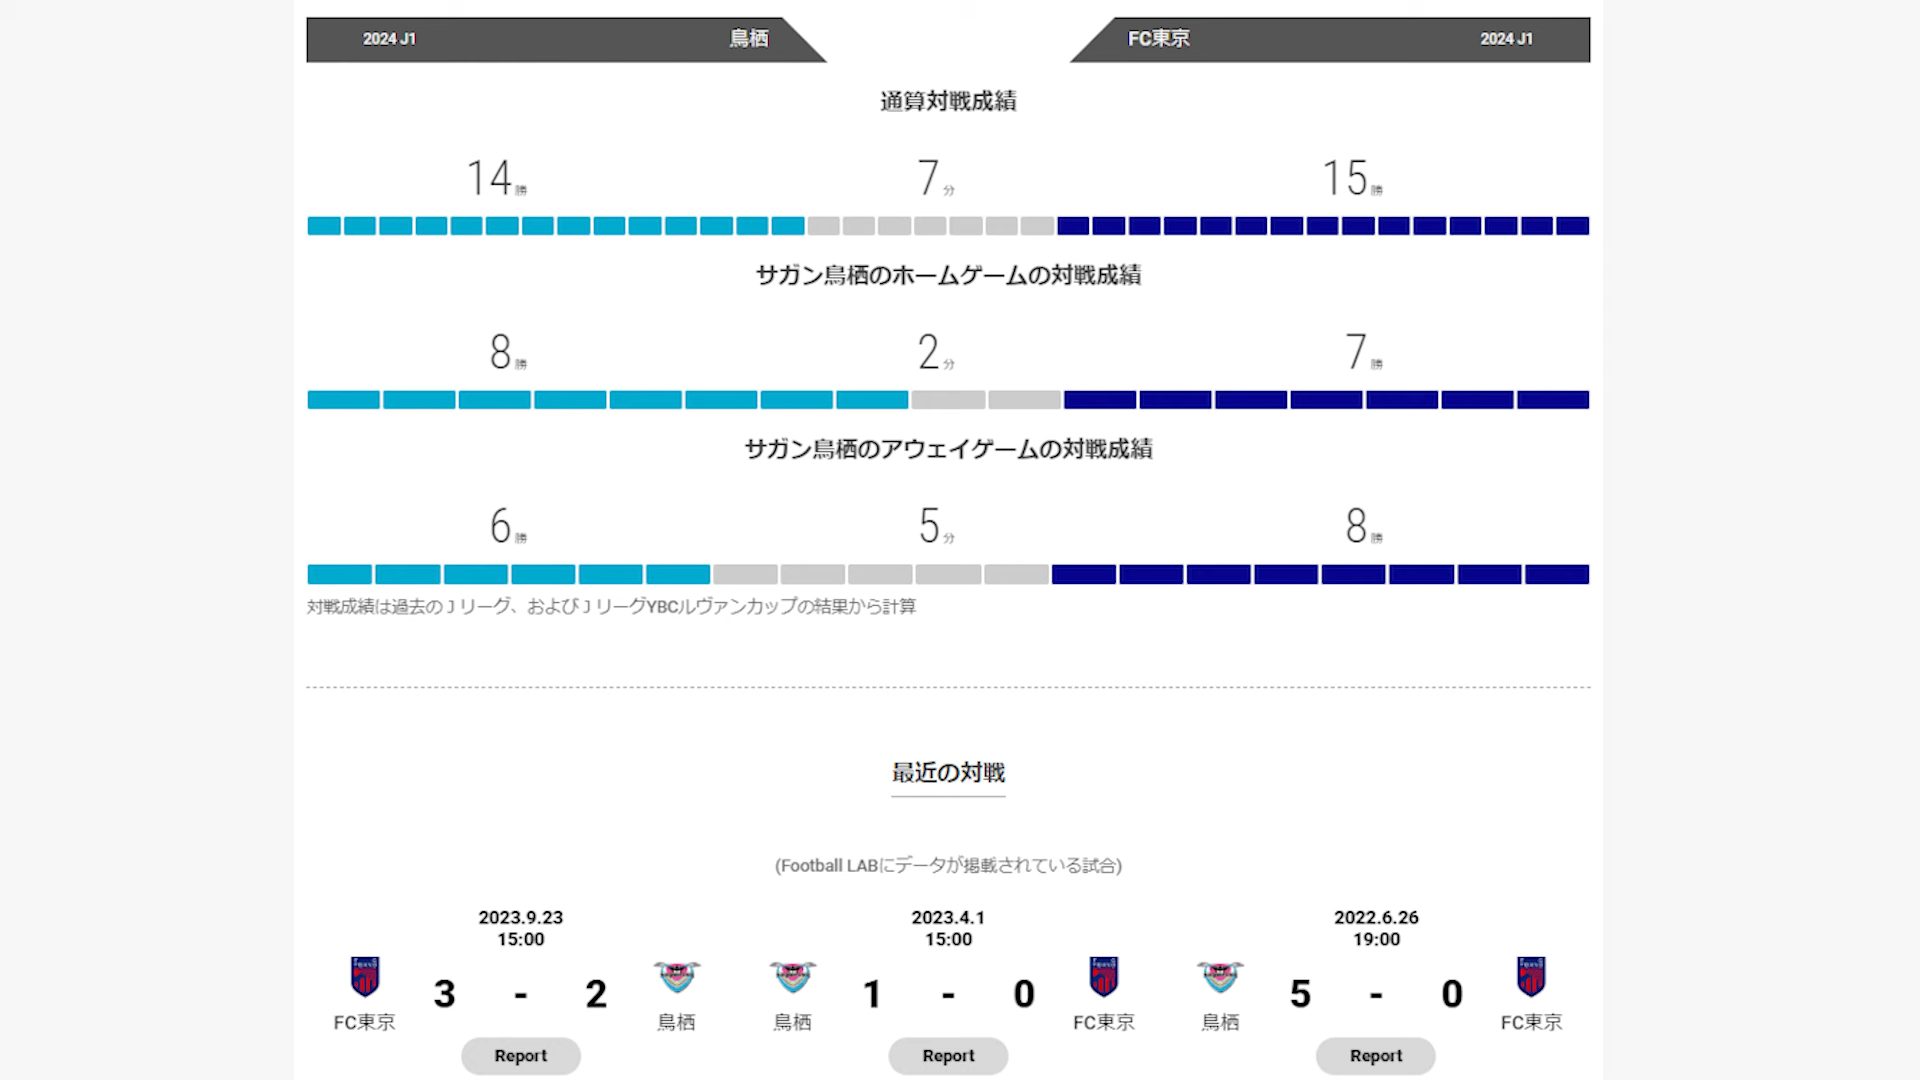 2024 J1 鳥栖 FC東京 2024 J1
通算対戦成績
14勝 7分 15勝
サガン鳥栖のホームゲームの対戦成績
8勝 2分 7勝
サガン鳥栖のアウェイゲームの対戦成績
6勝 5分 8勝
対戦成績は過去のＪリーグ、およびＪリーグYBCルヴァンカップの結果から計算
最近の対戦
(Football LABにデータが掲載されている試合)
2023.9.23
15:00
FC東京 3 - 2 鳥栖
Report
2023.4.1
15:00
鳥栖 1 - 0 FC東京
Report
2022.6.26
19:00
鳥栖 5 - 0 FC東京
Report